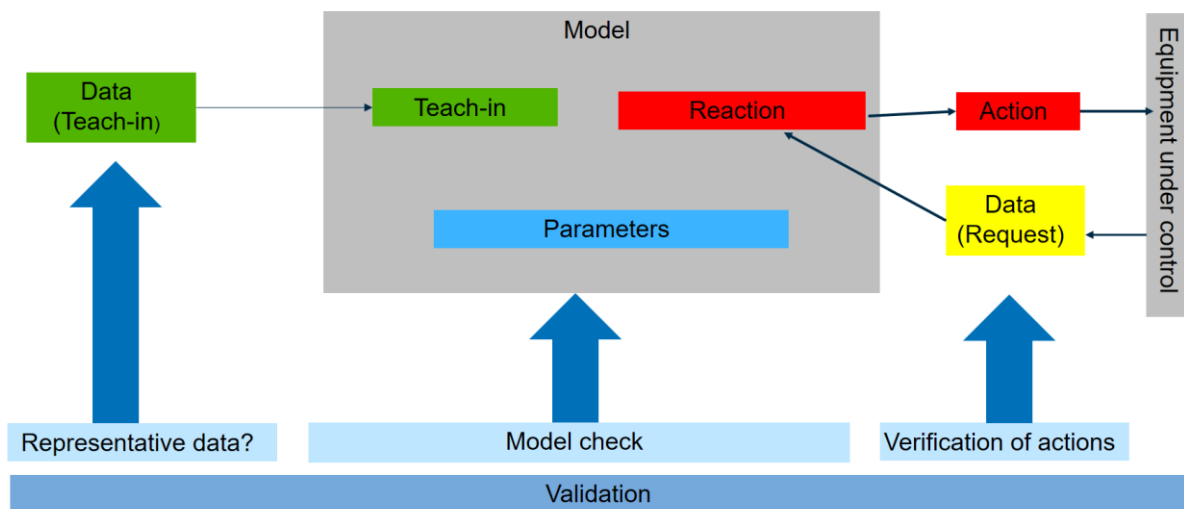 Model
Data
(Teach-in)
Teach-in
Reaction
Action
Equipment under control
Data
(Request)
Parameters
Representative data?
Model check
Verification of actions
Validation